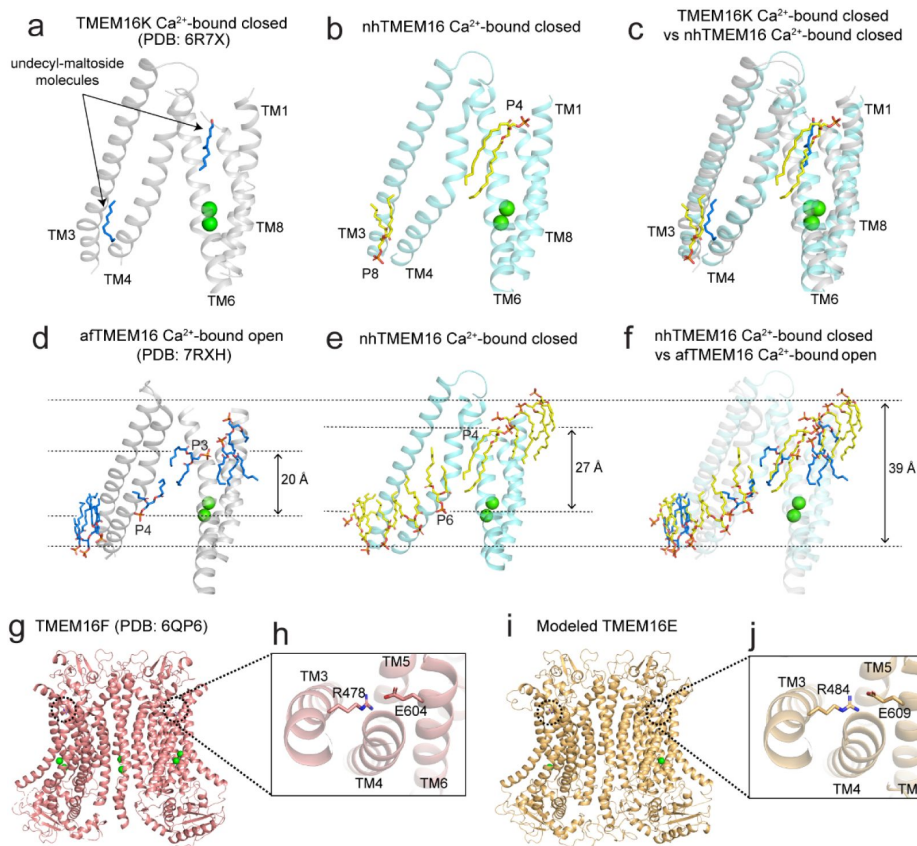 a
TMEM16K Ca²⁺-bound closed
(PDB: 6R7X)
undecyl-maltoside
molecules
TM1
TM3
TM8
TM4
TM6
b
nhTMEM16 Ca²⁺-bound closed
P4
TM1
TM3
TM8
P8
TM4
TM6
c
TMEM16K Ca²⁺-bound closed
vs nhTMEM16 Ca²⁺-bound closed
TM1
TM3
TM8
TM4
TM6
d
afTMEM16 Ca²⁺-bound open
(PDB: 7RXH)
P3
20 Å
P4
e
nhTMEM16 Ca²⁺-bound closed
P4
27 Å
P6
f
nhTMEM16 Ca²⁺-bound closed
vs afTMEM16 Ca²⁺-bound open
39 Å
g
TMEM16F (PDB: 6QP6)
h
TM5
TM3
R478
E604
TM4
TM6
i
Modeled TMEM16E
j
TM5
TM3
R484
E609
TM4
TM